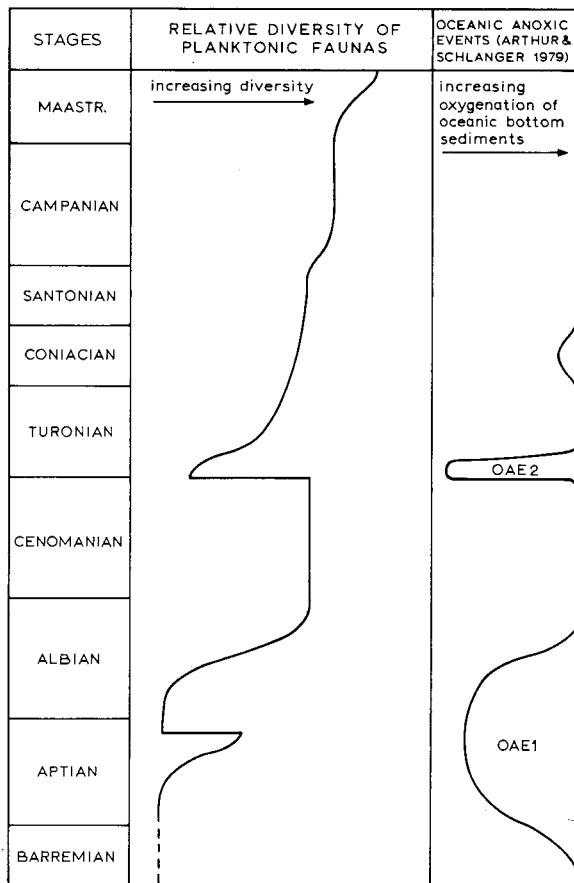 STAGES
RELATIVE DIVERSITY OF
PLANKTONIC FAUNAS
OCEANIC ANOXIC
EVENTS (ARTHUR &
SCHLANGER 1979)
increasing diversity
increasing
oxygenation of
oceanic bottom
sediments
MAASTR.
CAMPANIAN
SANTONIAN
CONIACIAN
TURONIAN
OAE2
CENOMANIAN
ALBIAN
OAE1
APTIAN
BARREMIAN